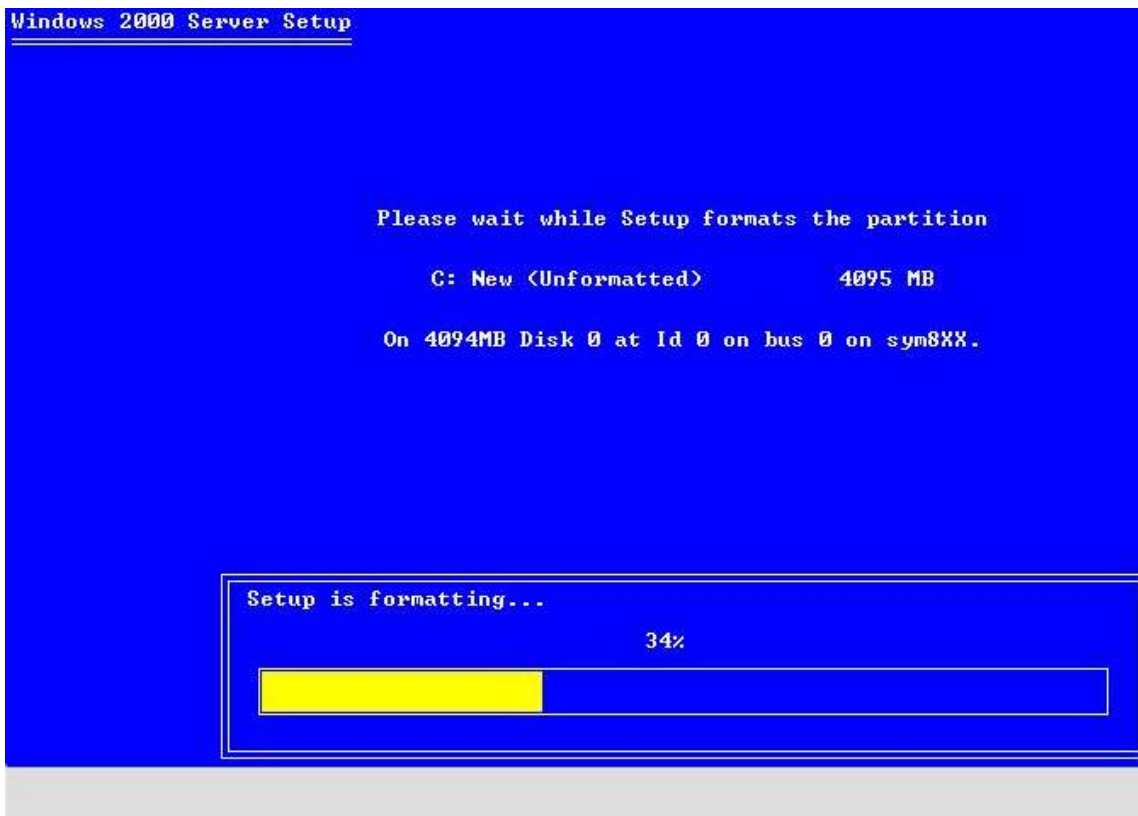 Windows 2000 Server Setup
Please wait while Setup formats the partition
C: New <Unformatted> 4095 MB
On 4094MB Disk 0 at Id 0 on bus 0 on sym8XX.
Setup is formatting...
34%